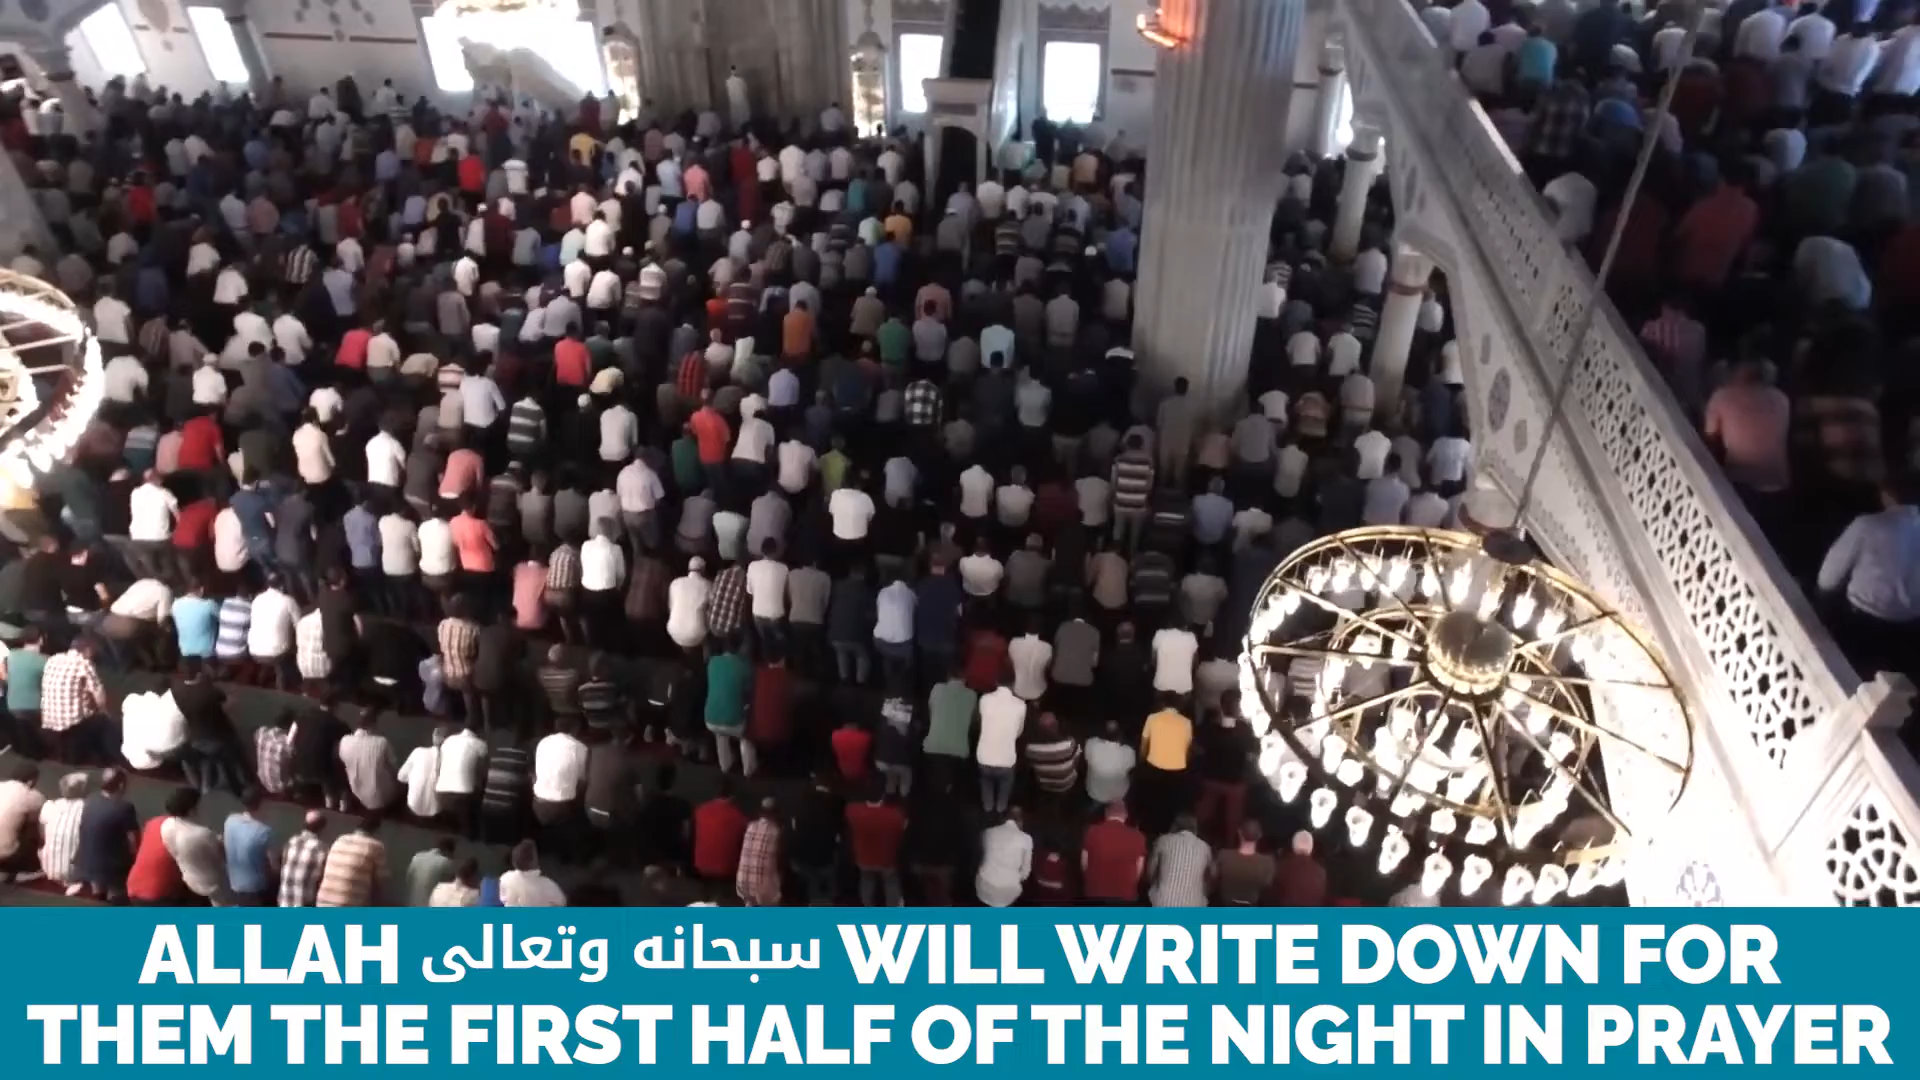 ALLAH سبحانه وتعالى WILL WRITE DOWN FOR
THEM THE FIRST HALF OF THE NIGHT IN PRAYER